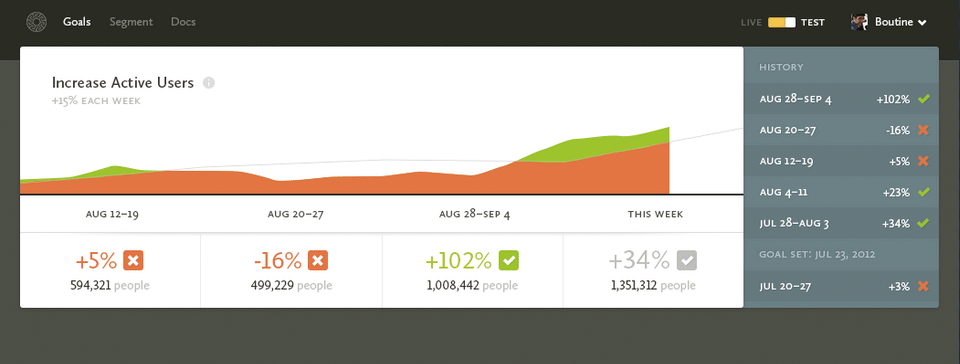 Goals Segment Docs LIVE TEST Boutine
Increase Active Users i
+15% EACH WEEK
AUG 12–19 AUG 20–27 AUG 28–SEP 4 THIS WEEK
+5% -16% +102% +34%
594,321 people 499,229 people 1,008,442 people 1,351,312 people
HISTORY
AUG 28–SEP 4 +102%
AUG 20–27 -16%
AUG 12–19 +5%
AUG 4–11 +23%
JUL 28–AUG 3 +34%
GOAL SET: JUL 23, 2012
JUL 20–27 +3%